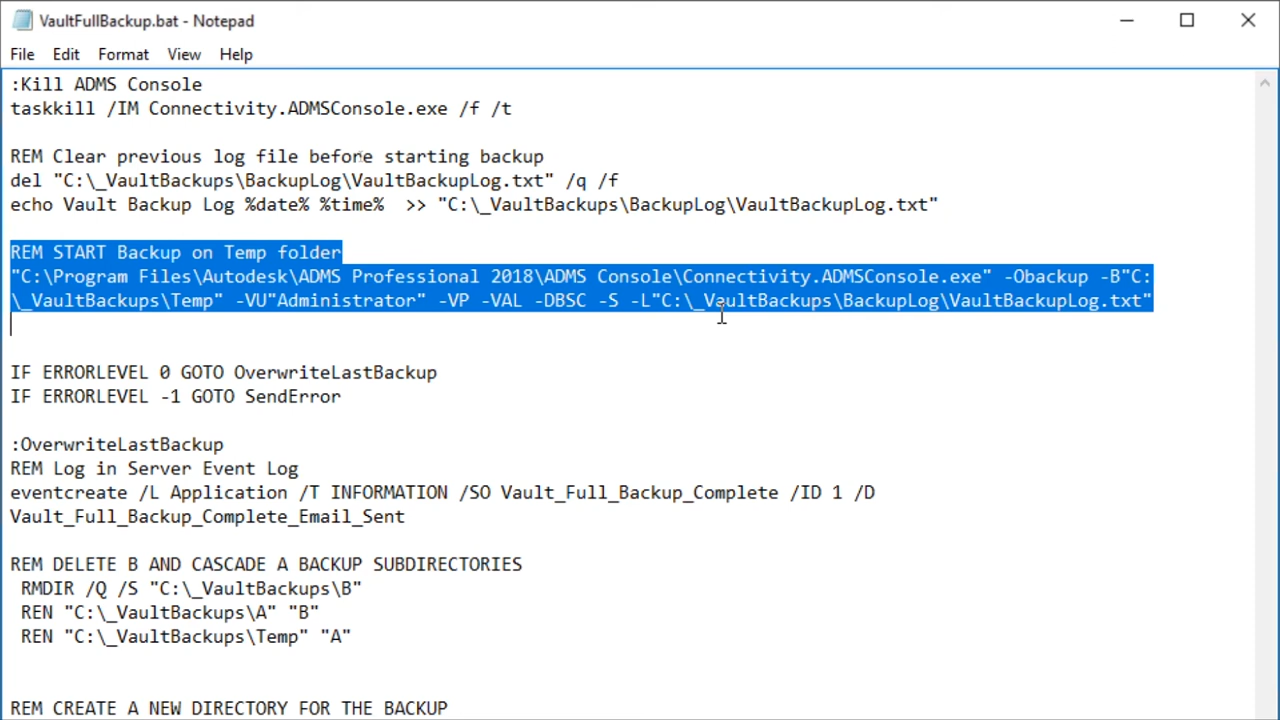 VaultFullBackup.bat - Notepad
File Edit Format View Help
:Kill ADMS Console
taskkill /IM Connectivity.ADMSConsole.exe /f /t
REM Clear previous log file before starting backup
del "C:\_VaultBackups\BackupLog\VaultBackupLog.txt" /q /f
echo Vault Backup Log %date% %time%  >> "C:\_VaultBackups\BackupLog\VaultBackupLog.txt"
REM START Backup on Temp folder
"C:\Program Files\Autodesk\ADMS Professional 2018\ADMS Console\Connectivity.ADMSConsole.exe" -Obackup -B"C:
\_VaultBackups\Temp" -VU"Administrator" -VP -VAL -DBSC -S -L"C:\_VaultBackups\BackupLog\VaultBackupLog.txt"
IF ERRORLEVEL 0 GOTO OverwriteLastBackup
IF ERRORLEVEL -1 GOTO SendError
:OverwriteLastBackup
REM Log in Server Event Log
eventcreate /L Application /T INFORMATION /SO Vault_Full_Backup_Complete /ID 1 /D
Vault_Full_Backup_Complete_Email_Sent
REM DELETE B AND CASCADE A BACKUP SUBDIRECTORIES
RMDIR /Q /S "C:\_VaultBackups\B"
REN "C:\_VaultBackups\A" "B"
REN "C:\_VaultBackups\Temp" "A"
REM CREATE A NEW DIRECTORY FOR THE BACKUP